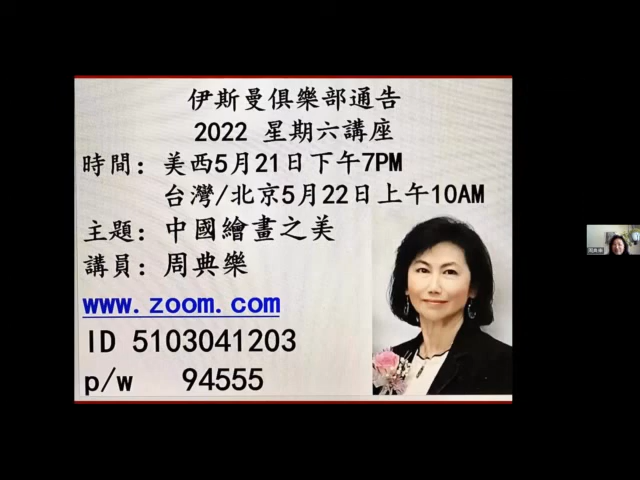 伊斯曼俱樂部通告
2022 星期六講座
時間: 美西5月21日下午7PM
台灣/北京5月22日上午10AM
主題: 中國繪畫之美
講員: 周典樂
www.zoom.com
ID 5103041203
p/w 94555